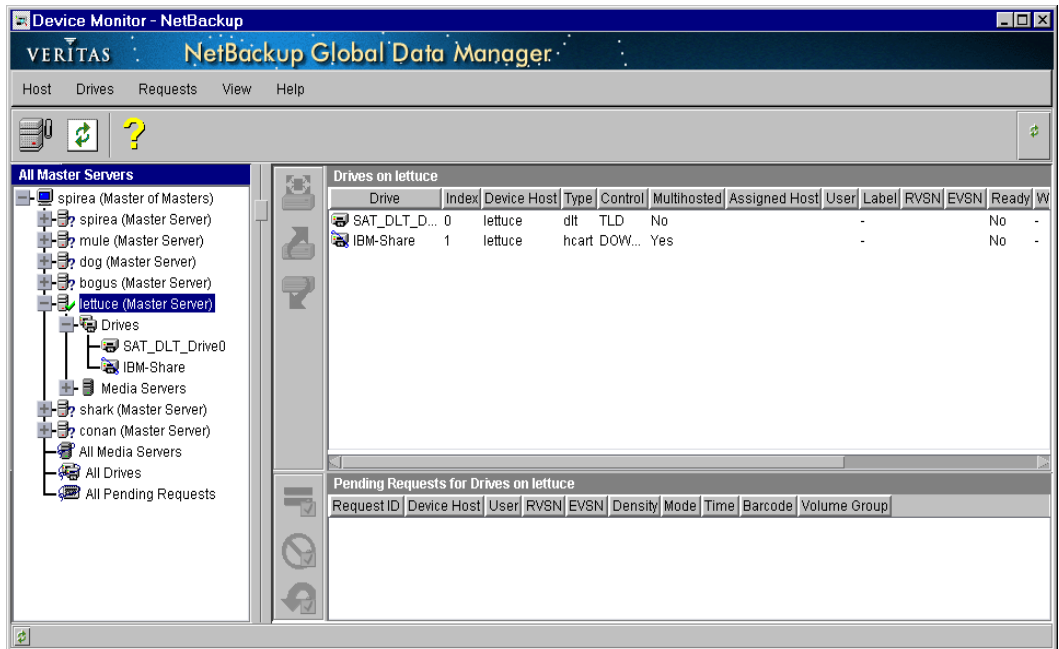 Device Monitor - NetBackup
VERITAS NetBackup Global Data Manager
Host Drives Requests View Help
All Master Servers
spirea (Master of Masters)
spirea (Master Server)
mule (Master Server)
dog (Master Server)
bogus (Master Server)
lettuce (Master Server)
Drives
SAT_DLT_Drive0
IBM-Share
Media Servers
shark (Master Server)
conan (Master Server)
All Media Servers
All Drives
All Pending Requests
Drives on lettuce
Drive Index Device Host Type Control Multihosted Assigned Host User Label RVSN EVSN Ready W
SAT_DLT_D... 0 lettuce dlt TLD No - No -
IBM-Share 1 lettuce hcart DOW... Yes - No -
Pending Requests for Drives on lettuce
Request ID Device Host User RVSN EVSN Density Mode Time Barcode Volume Group